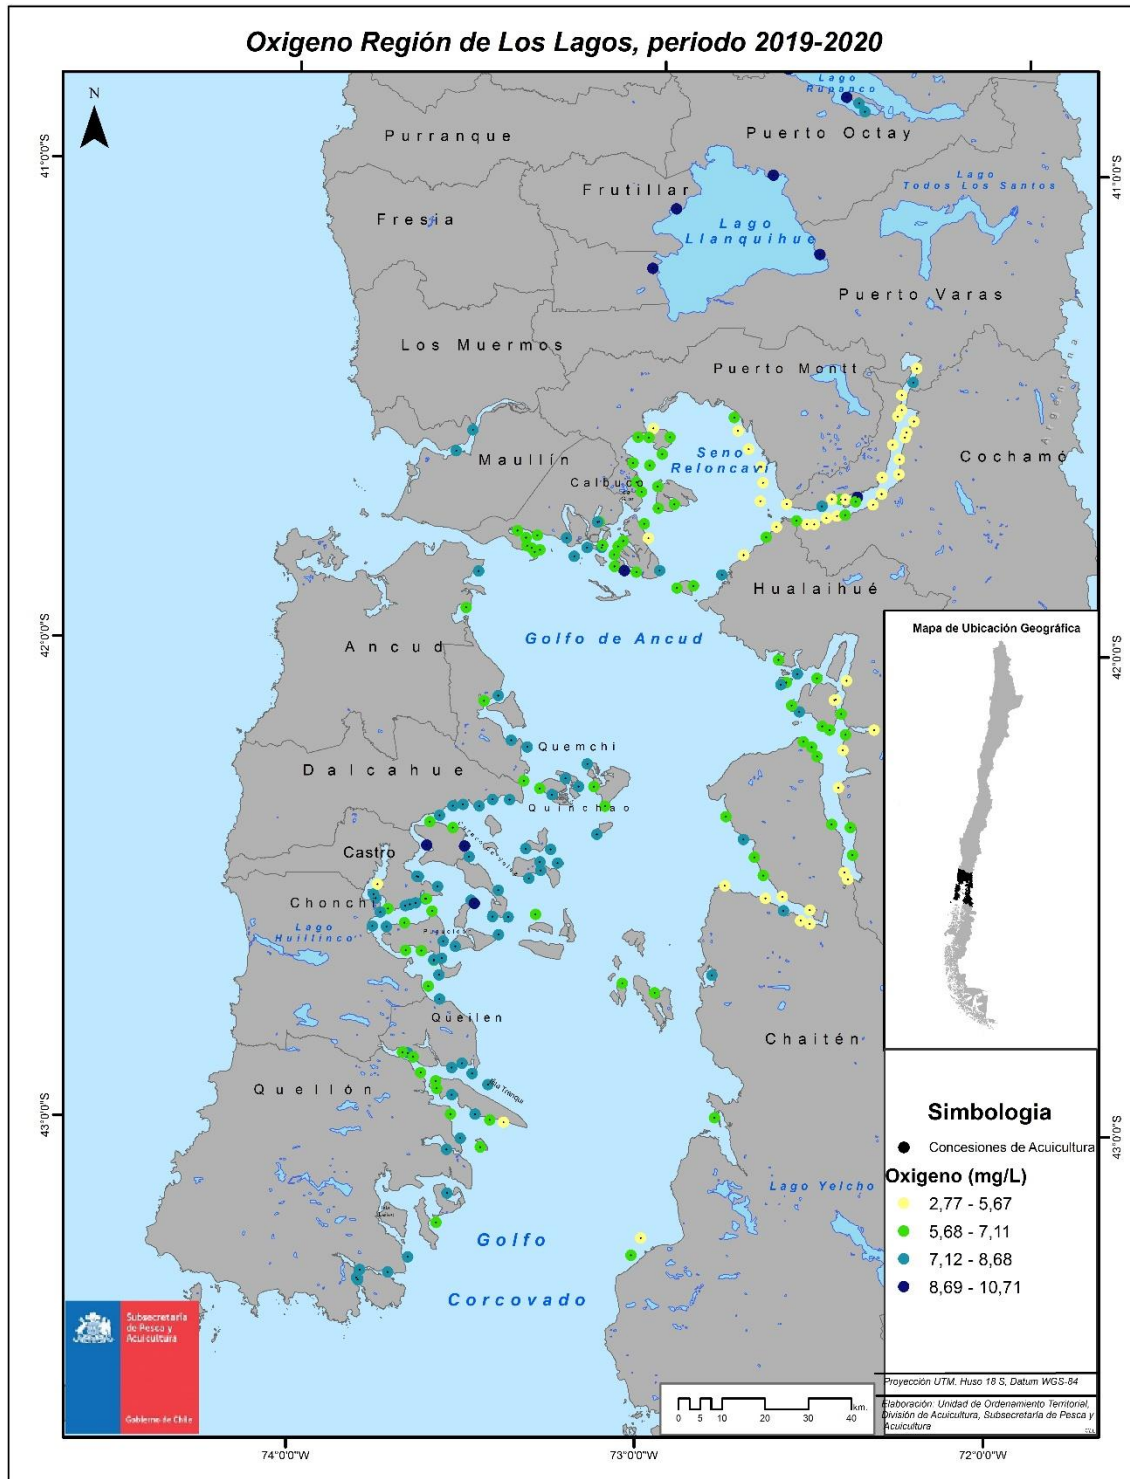 Oxigeno Región de Los Lagos, periodo 2019-2020
N
Lago
Rupanco
Purranque
Puerto Octay
41°0'0"S
41°0'0"S
Lago
Todos Los Santos
Frutillar
Fresia
Lago
Llanquihue
Puerto Varas
Los Muermos
Puerto Montt
Argentina
Seno
Reloncaví
Maullín
Cochamó
Calbuco
Hualaihué
Mapa de Ubicación Geográfica
42°0'0"S
42°0'0"S
Golfo de Ancud
Ancud
Quemchi
Dalcahue
Quinchao
Curaco de Velez
Castro
Chonchi
Lago
Huillinco
Puqueldon
Queilen
Chaitén
Isla Tranqui
Quellón
43°0'0"S
43°0'0"S
Lago Yelcho
Golfo
Corcovado
Simbologia
Concesiones de Acuicultura
Oxigeno (mg/L)
2,77 - 5,67
5,68 - 7,11
7,12 - 8,68
8,69 - 10,71
Subsecretaría
de Pesca y
Acuicultura
Gobierno de Chile
Proyección UTM. Huso 18 S, Datum WGS-84
km.
0 5 10 20 30 40
Elaboración: Unidad de Ordenamiento Territorial,
División de Acuicultura, Subsecretaría de Pesca y
Acuicultura
74°0'0"W
73°0'0"W
72°0'0"W